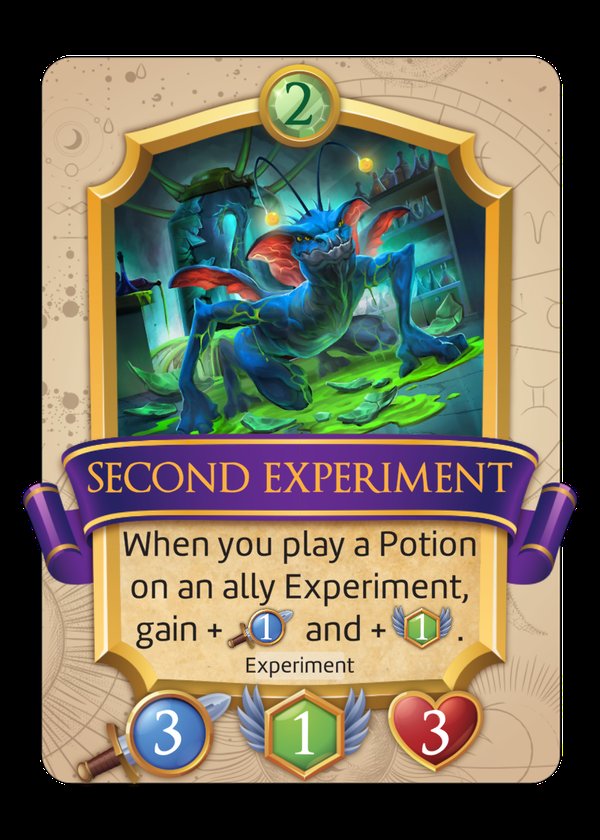 2
SECOND EXPERIMENT
When you play a Potion
on an ally Experiment,
gain + 1 and + 1 .
Experiment
3 1 3